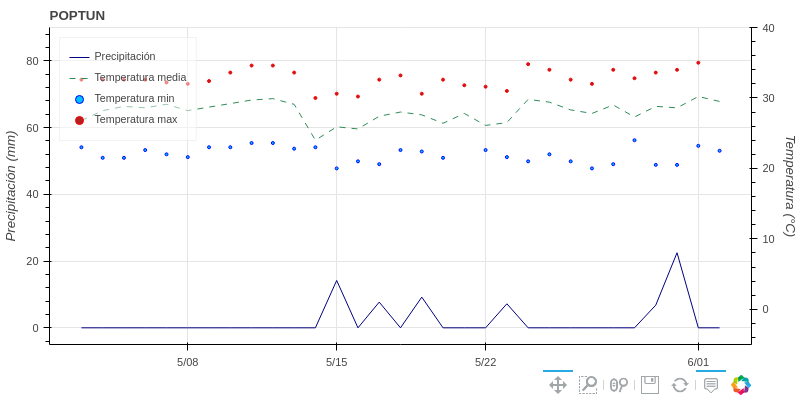 POPTUN
Precipitación
Temperatura media
Temperatura min
Temperatura max
Precipitación (mm)
80
60
40
20
0
Temperatura (°C)
40
30
20
10
0
5/08
5/15
5/22
6/01